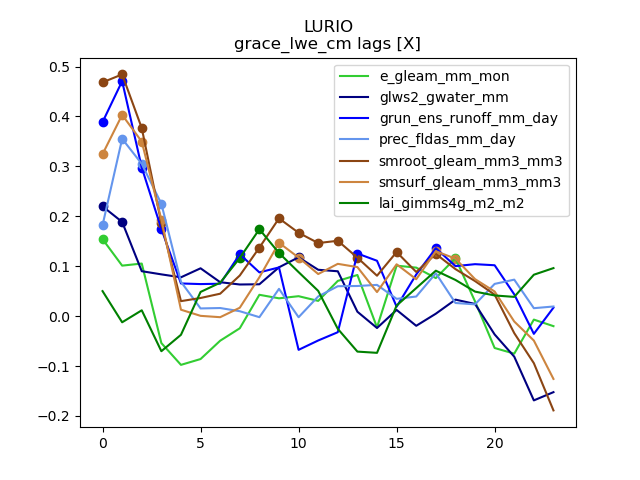 LURIO
grace_lwe_cm lags [X]
e_gleam_mm_mon
glws2_gwater_mm
grun_ens_runoff_mm_day
prec_fldas_mm_day
smroot_gleam_mm3_mm3
smsurf_gleam_mm3_mm3
lai_gimms4g_m2_m2
0.5
0.4
0.3
0.2
0.1
0.0
−0.1
−0.2
0 5 10 15 20